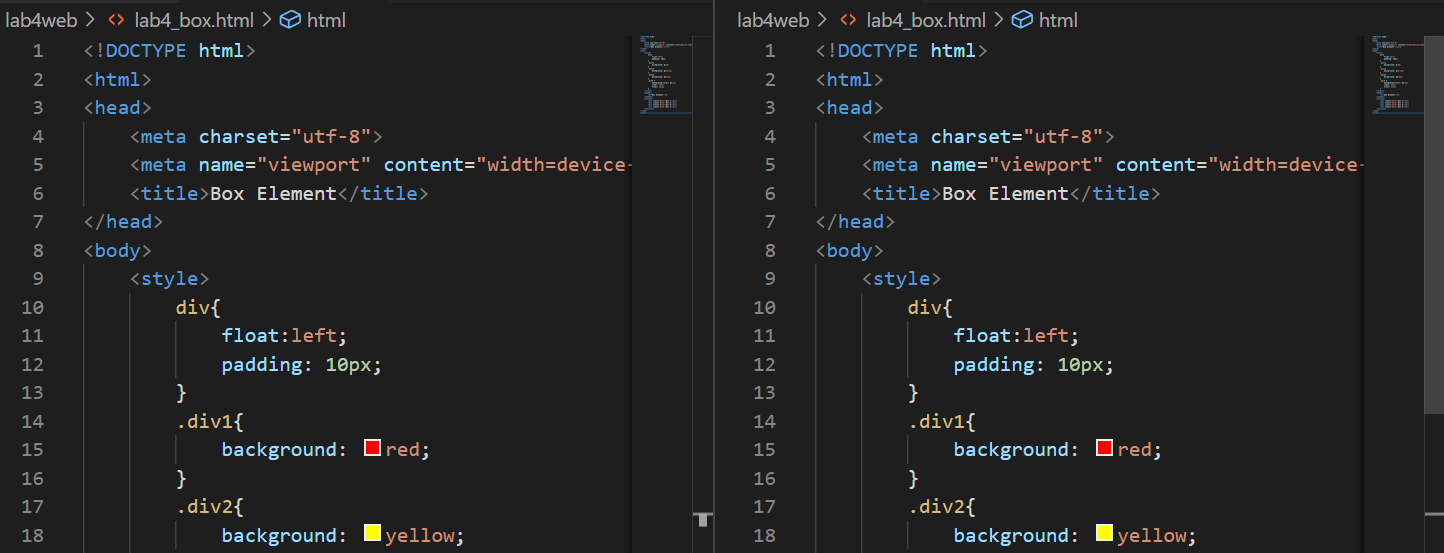 lab4web > <> lab4_box.html > html
1 <!DOCTYPE html>
2 <html>
3 <head>
4 <meta charset="utf-8">
5 <meta name="viewport" content="width=device-
6 <title>Box Element</title>
7 </head>
8 <body>
9 <style>
10 div{
11 float:left;
12 padding: 10px;
13 }
14 .div1{
15 background: red;
16 }
17 .div2{
18 background: yellow;
lab4web > <> lab4_box.html > html
1 <!DOCTYPE html>
2 <html>
3 <head>
4 <meta charset="utf-8">
5 <meta name="viewport" content="width=device-
6 <title>Box Element</title>
7 </head>
8 <body>
9 <style>
10 div{
11 float:left;
12 padding: 10px;
13 }
14 .div1{
15 background: red;
16 }
17 .div2{
18 background: yellow;